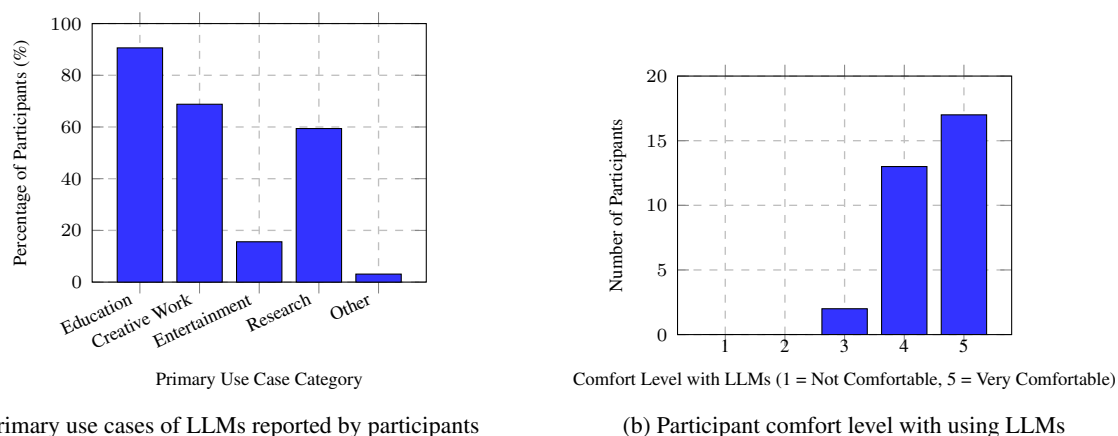 100
80
60
40
20
0
Percentage of Participants (%)
Education
Creative Work
Entertainment
Research
Other
Primary Use Case Category
rimary use cases of LLMs reported by participants
20
15
10
5
0
Number of Participants
1 2 3 4 5
Comfort Level with LLMs (1 = Not Comfortable, 5 = Very Comfortable)
(b) Participant comfort level with using LLMs